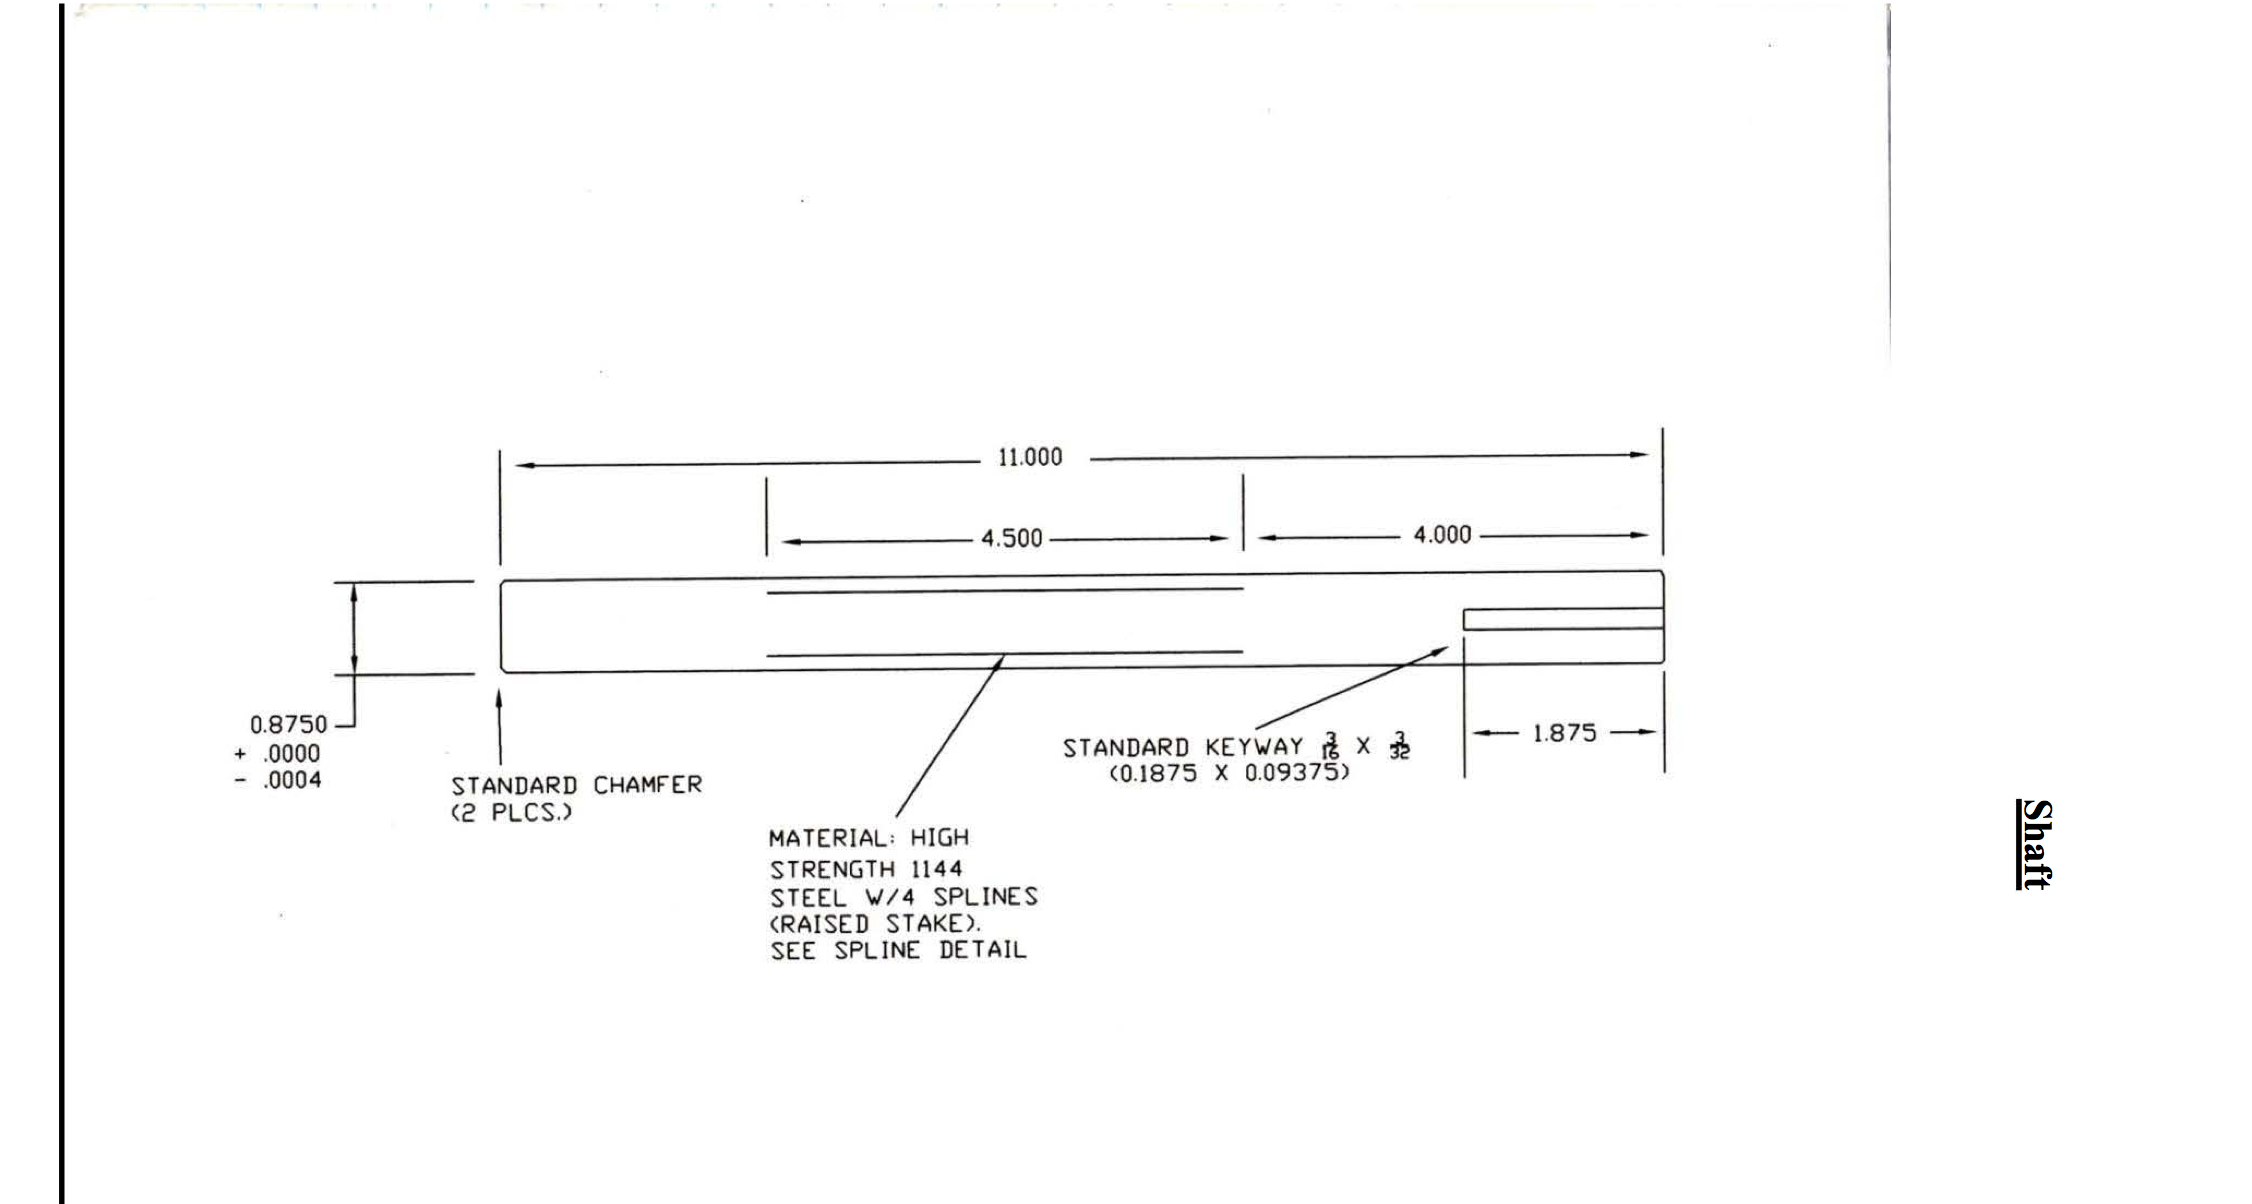 11.000
4.500
4.000
0.8750
+ .0000
- .0004
STANDARD CHAMFER
(2 PLCS.)
MATERIAL: HIGH
STRENGTH 1144
STEEL W/4 SPLINES
(RAISED STAKE).
SEE SPLINE DETAIL
STANDARD KEYWAY 3/16 X 3/32
(0.1875 X 0.09375)
1.875
Shaft